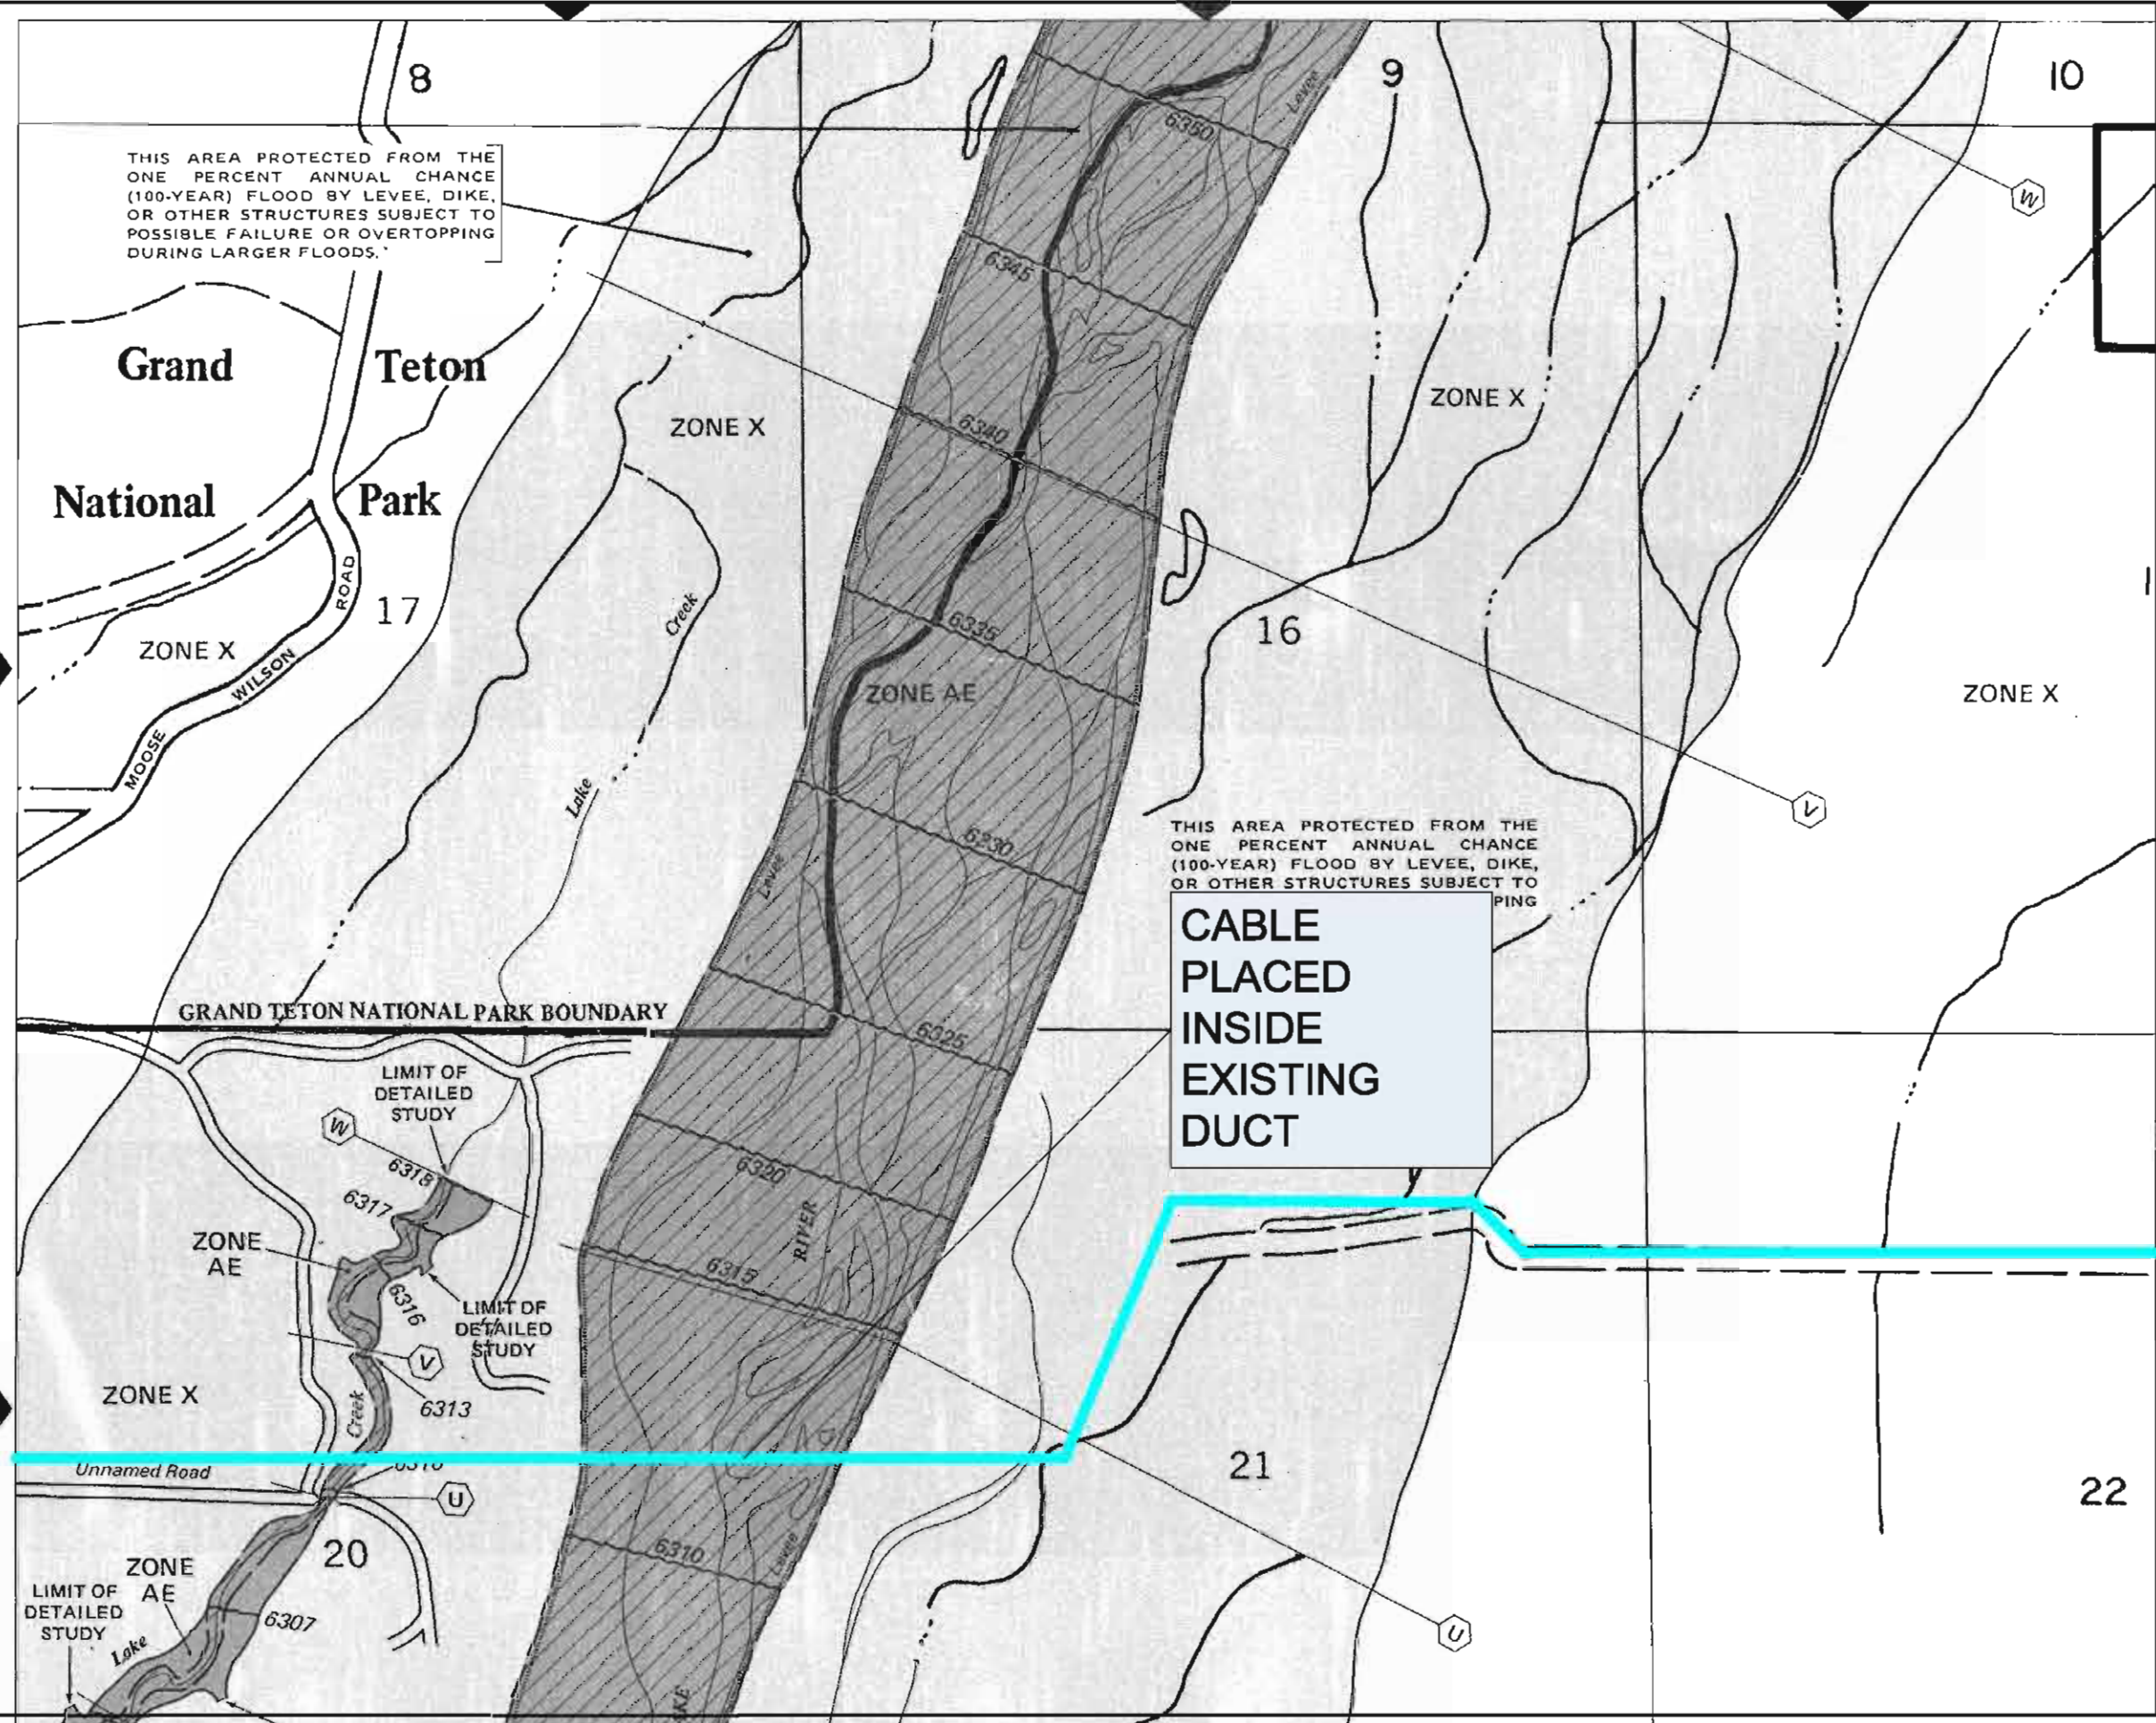 8
9
10
THIS AREA PROTECTED FROM THE
ONE PERCENT ANNUAL CHANCE
(100-YEAR) FLOOD BY LEVEE, DIKE,
OR OTHER STRUCTURES SUBJECT TO
POSSIBLE FAILURE OR OVERTOPPING
DURING LARGER FLOODS.
Levee
6350
W
6345
Grand Teton
National Park
ZONE X
ZONE X
6340
ROAD
17
Creek
6335
16
ZONE X
WILSON
MOOSE
ZONE AE
ZONE X
Lake
V
6330
Levee
THIS AREA PROTECTED FROM THE
ONE PERCENT ANNUAL CHANCE
(100-YEAR) FLOOD BY LEVEE, DIKE,
OR OTHER STRUCTURES SUBJECT TO
PING
CABLE
PLACED
INSIDE
EXISTING
DUCT
GRAND TETON NATIONAL PARK BOUNDARY
6325
LIMIT OF
DETAILED
STUDY
W
6318
6317
6320
RIVER
ZONE
AE
6315
6316
LIMIT OF
DETAILED
STUDY
V
ZONE X
6313
Creek
Unnamed Road
U
21
22
20
6310
Levee
ZONE
AE
LIMIT OF
DETAILED
STUDY
6307
Lake
U